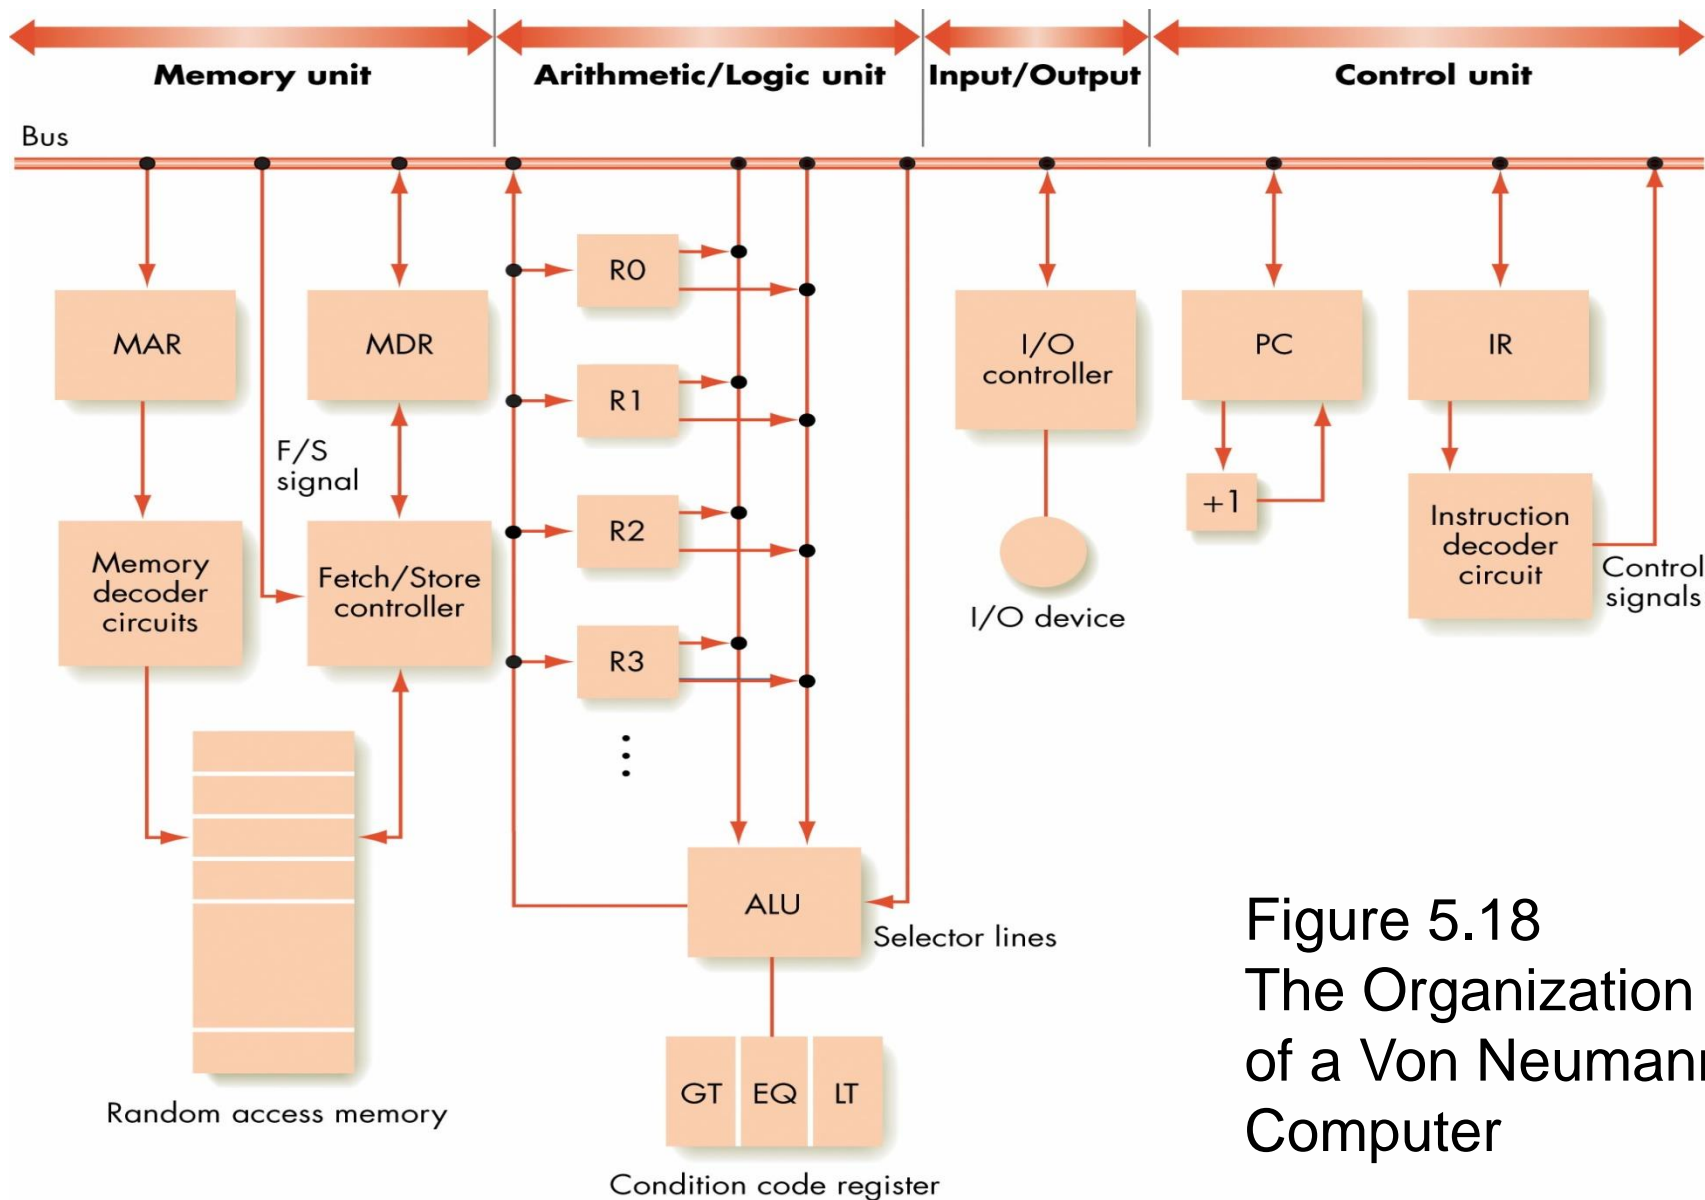 Memory unit
Arithmetic/Logic unit
Input/Output
Control unit
Bus
MAR
MDR
F/S
signal
Memory
decoder
circuits
Fetch/Store
controller
Random access memory
R0
R1
R2
R3
ALU
Selector lines
GT
EQ
LT
Condition code register
I/O
controller
I/O device
PC
+1
IR
Instruction
decoder
circuit
Control
signals
Figure 5.18
The Organization
of a Von Neumann
Computer